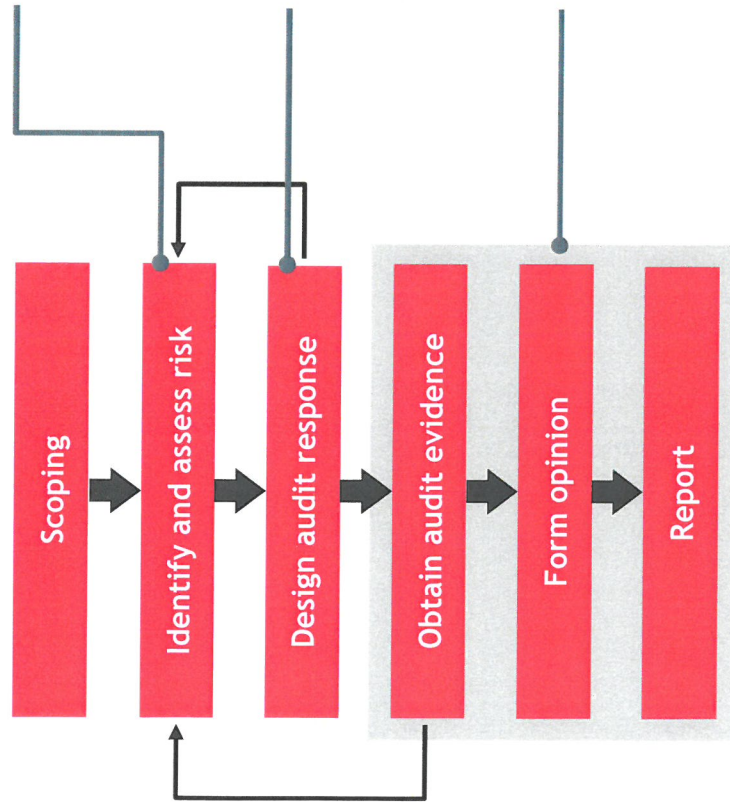 Scoping
Identify and assess risk
Design audit response
Obtain audit evidence
Form opinion
Report